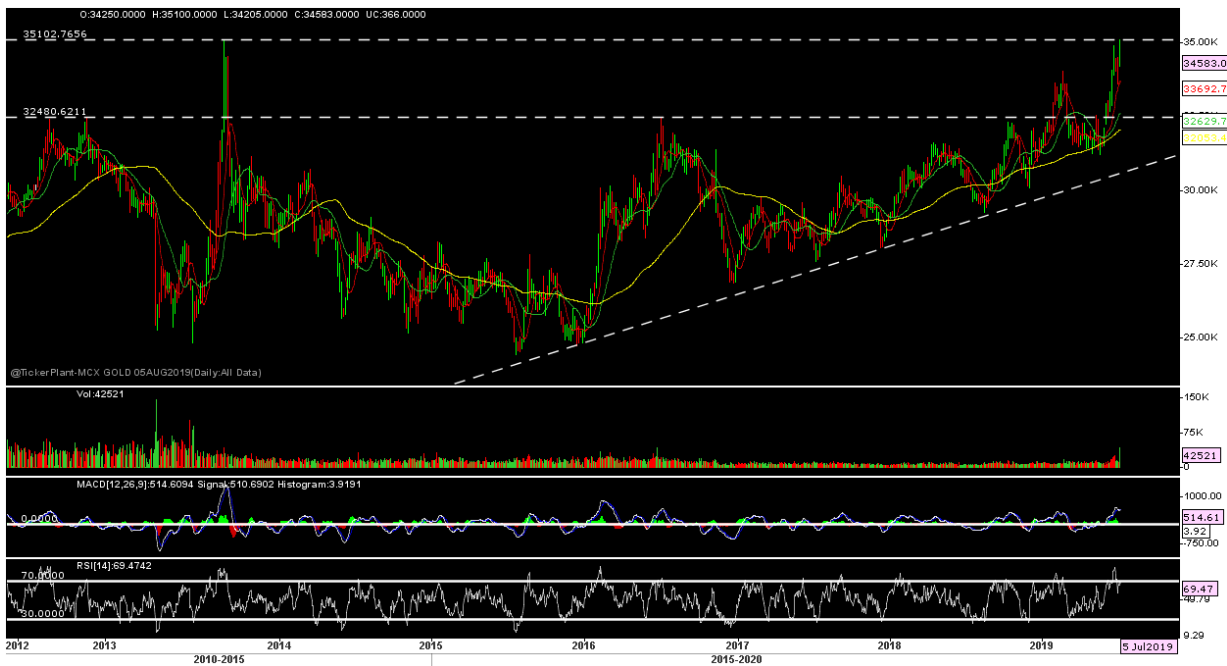 O:34250.0000 H:35100.0000 L:34205.0000 C:34583.0000 UC:366.0000
35102.7656
35.00K
34583.0
33692.7
32480.6211
32629.7
30.00K
27.50K
25.00K
@TickerPlant-MCX GOLD 05AUG2019(Daily:All Data)
Vol:42521
150K
75K
42521
0
MACD[12,26,9]:514.6094 Signal:510.6902 Histogram:3.9191
1000.00
0.0000
514.61
3.92
-750.00
RSI[14]:69.4742
70.0000
69.47
49.79
30.0000
9.29
2012 2013 2014 2015 2016 2017 2018 2019 5 Jul2019
2010-2015 2015-2020